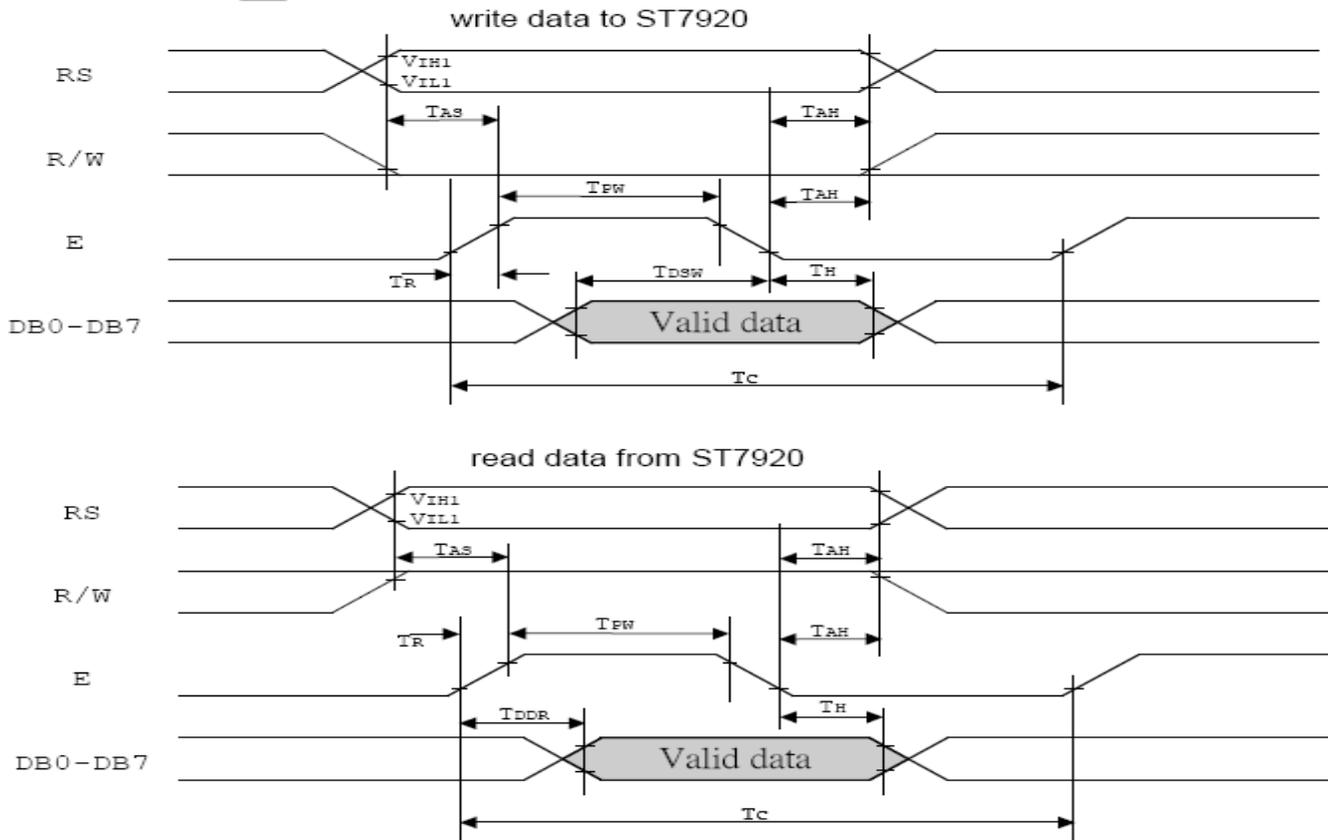 write data to ST7920
RS
VIH1
VIL1
TAS
TAH
R/W
TPW
TAH
E
TR
TDSW
TH
DB0-DB7
Valid data
TC
read data from ST7920
RS
VIH1
VIL1
TAS
TAH
R/W
TR
TPW
TAH
E
TDDR
TH
DB0-DB7
Valid data
TC